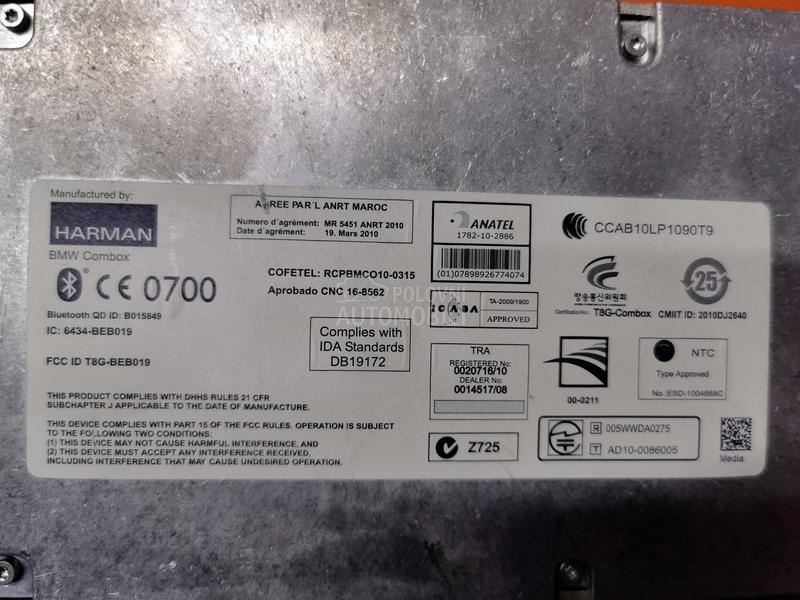 Manufactured by:
HARMAN
BMW Combox
CE 0700
Bluetooth QD ID: B015849
IC: 6434-BEB019
FCC ID T8G-BEB019
THIS PRODUCT COMPLIES WITH DHHS RULES 21 CFR
SUBCHAPTER J APPLICABLE TO THE DATE OF MANUFACTURE.
THIS DEVICE COMPLIES WITH PART 15 OF THE FCC RULES. OPERATION IS SUBJECT
TO THE FOLLOWING TWO CONDITIONS:
(1) THIS DEVICE MAY NOT CAUSE HARMFUL INTERFERENCE, AND
(2) THIS DEVICE MUST ACCEPT ANY INTERFERENCE RECEIVED,
INCLUDING INTERFERENCE THAT MAY CAUSE UNDESIRED OPERATION.
AGREE PAR'L ANRT MAROC
Numero d'agrément: MR 5451 ANRT 2010
Date d'agrément: 19. Mars 2010
COFETEL: RCPBMCO10-0315
Aprobado CNC 16-8562
POLOVNI
AUTOMOBILI
Complies with
IDA Standards
DB19172
ANATEL
1782-10-2886
(01)07898926774074
ICASA
TA-2009/1900
APPROVED
TRA
REGISTERED No:
0020716/10
DEALER No:
0014517/08
Z725
CCAB10LP1090T9
방송통신위원회
25
Certification No.: T8G-Combox
CMIIT ID: 2010DJ2640
00-0211
NTC
Type Approved
No.: ESD-1004568C
R 005WWDA0275
T AD10-0086005
Media